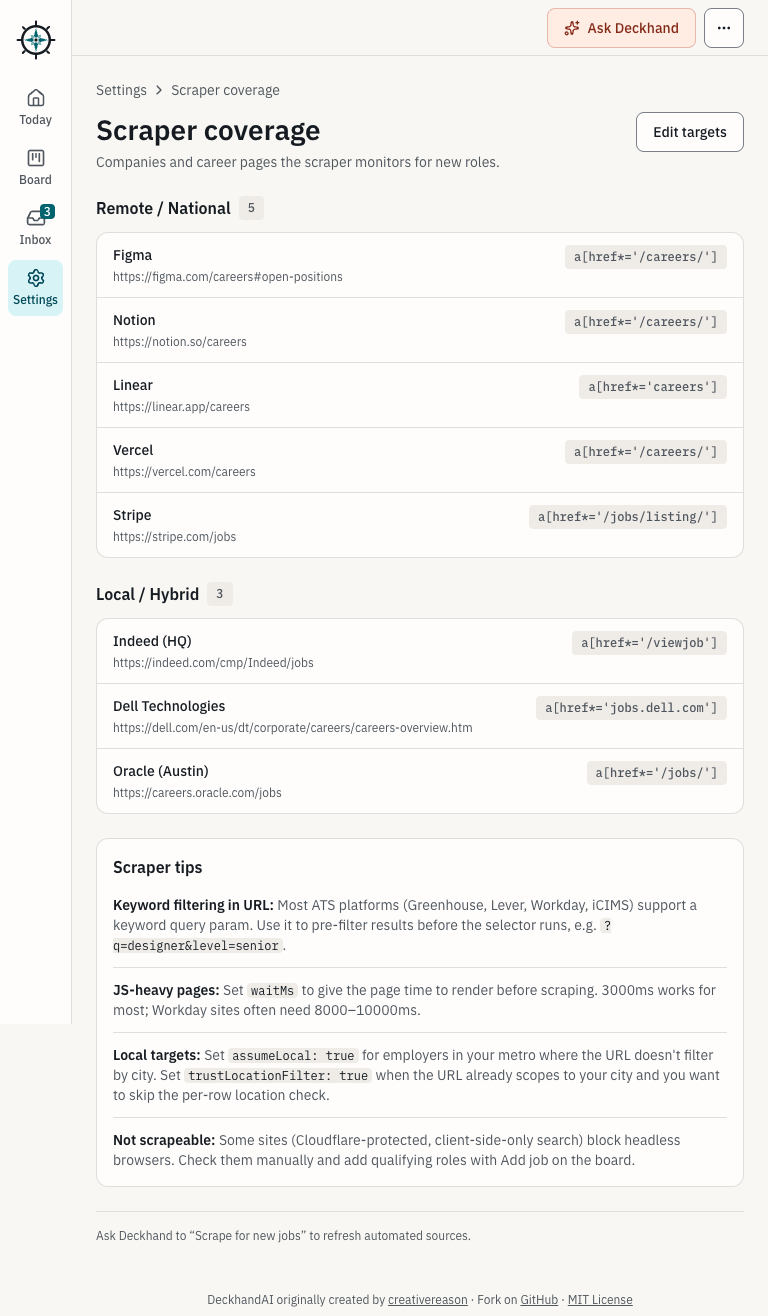 Ask Deckhand
Today
Board
3
Inbox
Settings
Settings > Scraper coverage
Scraper coverage
Edit targets
Companies and career pages the scraper monitors for new roles.
Remote / National 5
Figma
a[href*='/careers/']
https://figma.com/careers#open-positions
Notion
a[href*='/careers/']
https://notion.so/careers
Linear
a[href*='careers']
https://linear.app/careers
Vercel
a[href*='/careers/']
https://vercel.com/careers
Stripe
a[href*='/jobs/listing/']
https://stripe.com/jobs
Local / Hybrid 3
Indeed (HQ)
a[href*='/viewjob']
https://indeed.com/cmp/Indeed/jobs
Dell Technologies
a[href*='jobs.dell.com']
https://dell.com/en-us/dt/corporate/careers/careers-overview.htm
Oracle (Austin)
a[href*='/jobs/']
https://careers.oracle.com/jobs
Scraper tips
Keyword filtering in URL: Most ATS platforms (Greenhouse, Lever, Workday, iCIMS) support a
keyword query param. Use it to pre-filter results before the selector runs, e.g. ?
q=designer&level=senior.
JS-heavy pages: Set waitMs to give the page time to render before scraping. 3000ms works for
most; Workday sites often need 8000–10000ms.
Local targets: Set assumeLocal: true for employers in your metro where the URL doesn't filter
by city. Set trustLocationFilter: true when the URL already scopes to your city and you want
to skip the per-row location check.
Not scrapeable: Some sites (Cloudflare-protected, client-side-only search) block headless
browsers. Check them manually and add qualifying roles with Add job on the board.
Ask Deckhand to “Scrape for new jobs” to refresh automated sources.
DeckhandAI originally created by creativereason · Fork on GitHub · MIT License